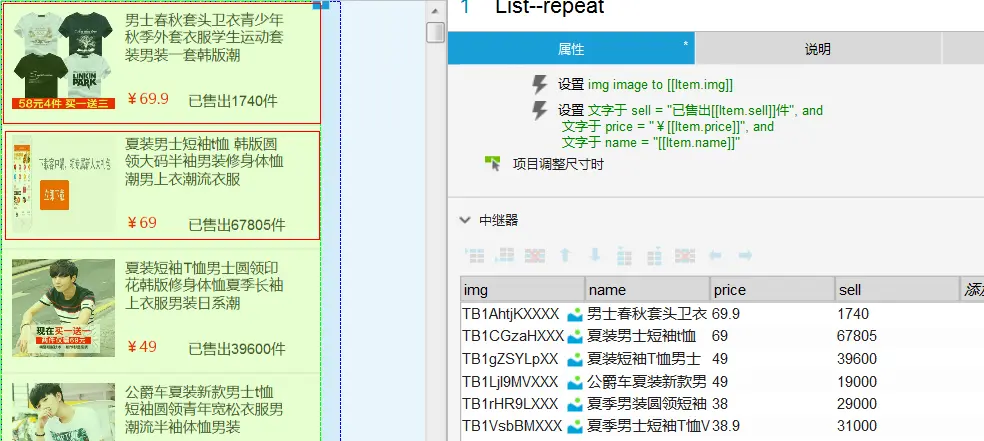 男士春秋套头卫衣青少年
秋季外套衣服学生运动套
装男装一套韩版潮
LINKIN
PARK
58元4件 买一送三
￥69.9
已售出1740件
夏装男士短袖t恤 韩版圆
领大码半袖男装修身体恤
潮男上衣潮流衣服
立即下载
￥69
已售出67805件
夏装短袖T恤男士圆领印
花韩版修身体恤夏季长袖
上衣服男装日系潮
现在买一送一
两件仅需69元
￥49
已售出39600件
公爵车夏装新款男士t恤
短袖圆领青年宽松衣服男
潮流半袖体恤男装
1 List--repeat
属性 *
说明
设置 img image to [[Item.img]]
设置 文字于 sell = "已售出[[Item.sell]]件", and
文字于 price = "￥[[Item.price]]", and
文字于 name = "[[Item.name]]"
项目调整尺寸时
中继器
img name price sell
TB1AhtjKXXXXX 男士春秋套头卫衣 69.9 1740
TB1CGzaHXXX 夏装男士短袖t恤 69 67805
TB1gZSYLpXX 夏装短袖T恤男士 49 39600
TB1LjI9MVXXX 公爵车夏装新款男 49 19000
TB1rHR9LXXX 夏季男装圆领短袖 38 29000
TB1VsbBMXXX 夏季男士短袖T恤V 38.9 31000